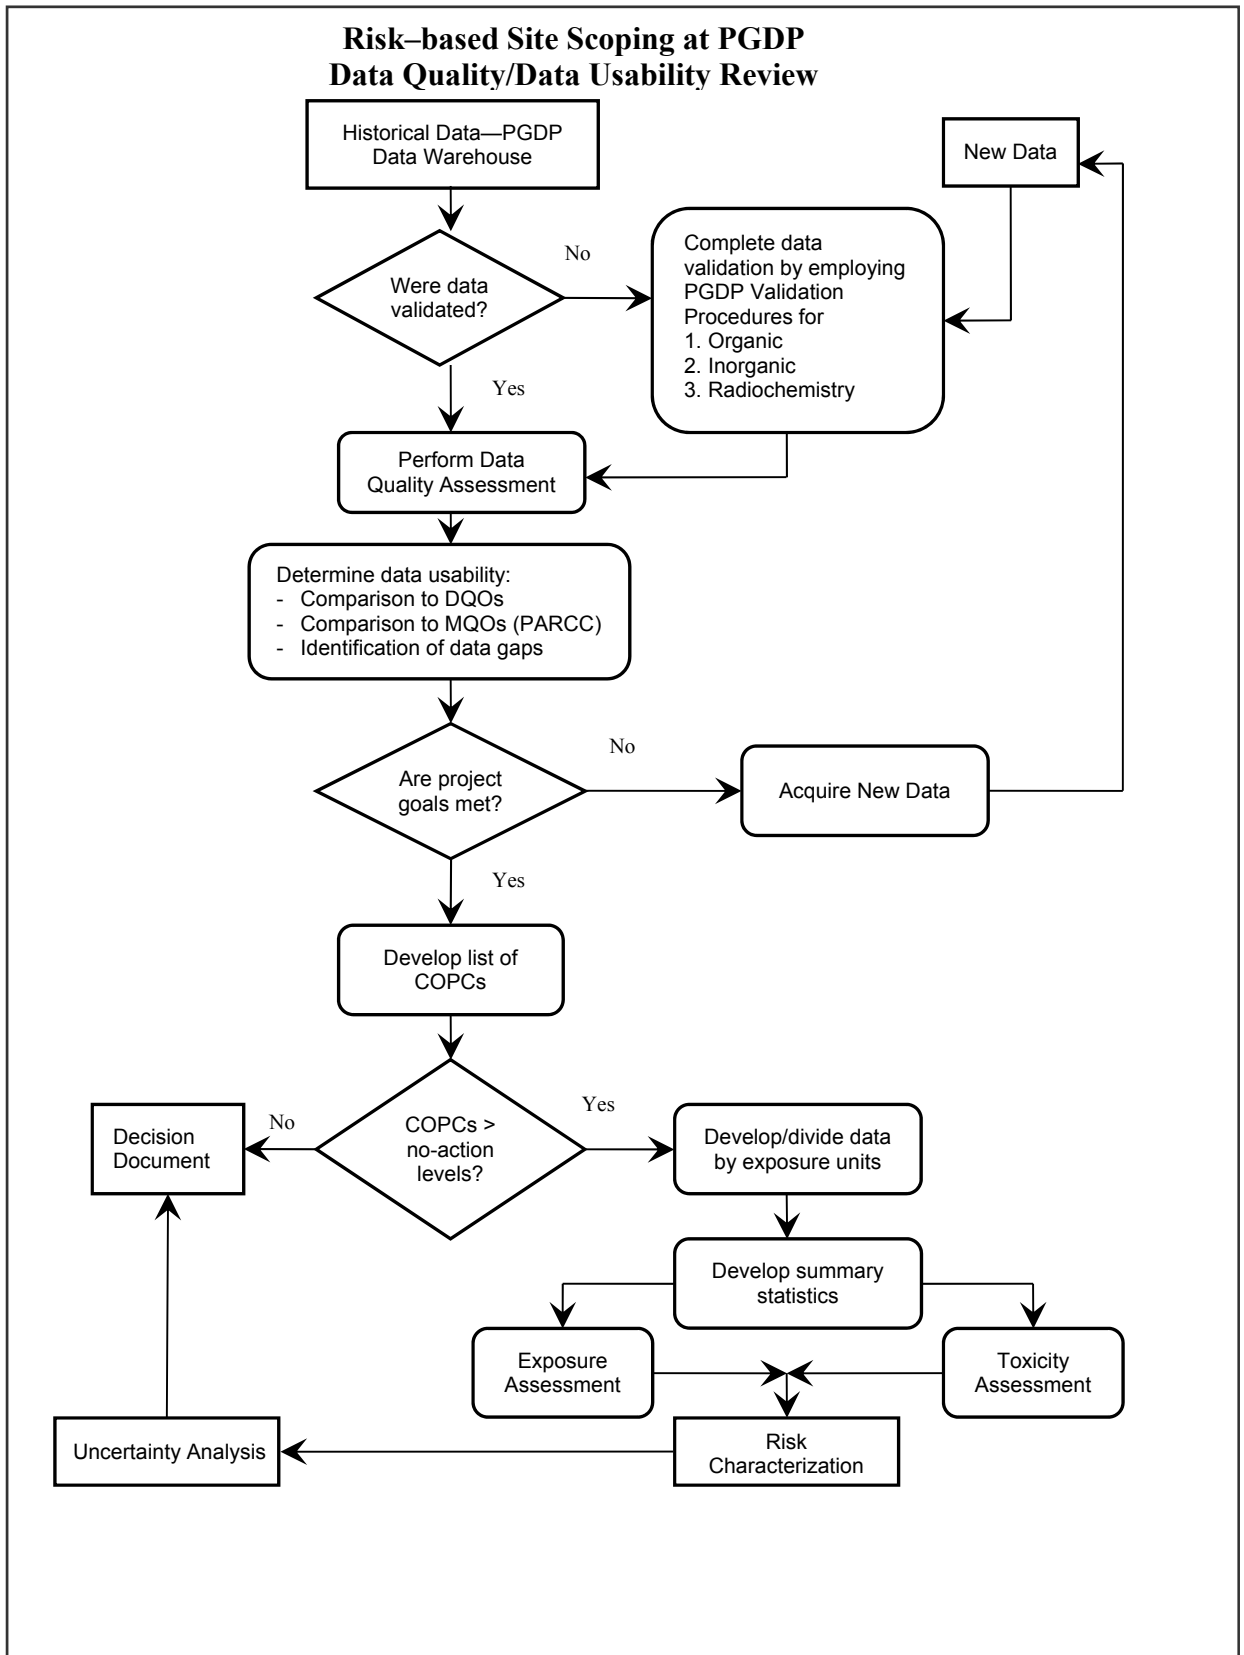 Risk–based Site Scoping at PGDP
Data Quality/Data Usability Review
Historical Data—PGDP
Data Warehouse
New Data
No
Complete data
validation by employing
PGDP Validation
Procedures for
1. Organic
2. Inorganic
3. Radiochemistry
Were data
validated?
Yes
Perform Data
Quality Assessment
Determine data usability:
- Comparison to DQOs
- Comparison to MQOs (PARCC)
- Identification of data gaps
No
Are project
goals met?
Acquire New Data
Yes
Develop list of
COPCs
No
Yes
Decision
Document
COPCs >
no-action
levels?
Develop/divide data
by exposure units
Develop summary
statistics
Exposure
Assessment
Toxicity
Assessment
Uncertainty Analysis
Risk
Characterization